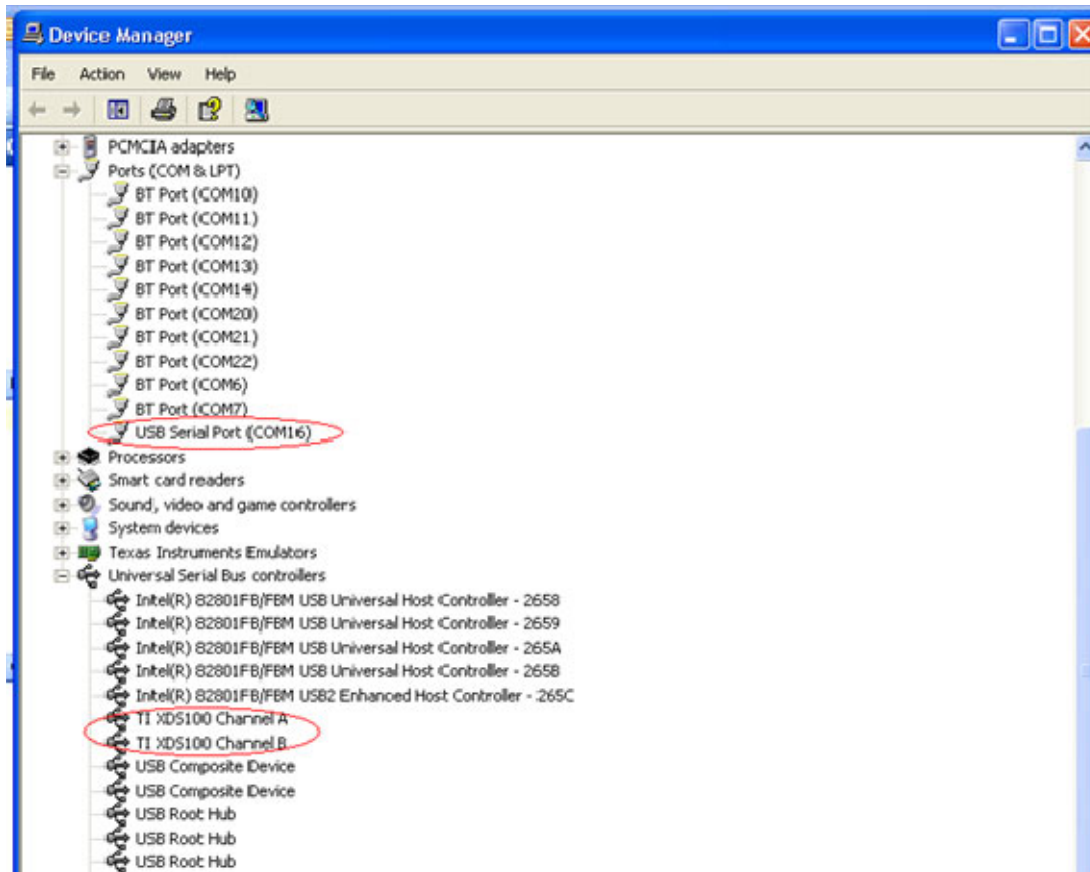 Device Manager
File Action View Help
PCMCIA adapters
Ports (COM & LPT)
BT Port (COM10)
BT Port (COM11)
BT Port (COM12)
BT Port (COM13)
BT Port (COM14)
BT Port (COM20)
BT Port (COM21)
BT Port (COM22)
BT Port (COM6)
BT Port (COM7)
USB Serial Port (COM16)
Processors
Smart card readers
Sound, video and game controllers
System devices
Texas Instruments Emulators
Universal Serial Bus controllers
Intel(R) 82801FB/FBM USB Universal Host Controller - 2658
Intel(R) 82801FB/FBM USB Universal Host Controller - 2659
Intel(R) 82801FB/FBM USB Universal Host Controller - 265A
Intel(R) 82801FB/FBM USB Universal Host Controller - 265B
Intel(R) 82801FB/FBM USB2 Enhanced Host Controller - 265C
TI XDS100 Channel A
TI XDS100 Channel B
USB Composite Device
USB Composite Device
USB Root Hub
USB Root Hub
USB Root Hub